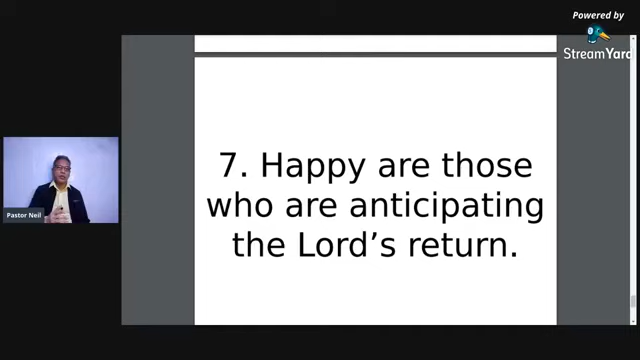 Powered by
StreamYard
7. Happy are those
who are anticipating
the Lord’s return.
Pastor Neil